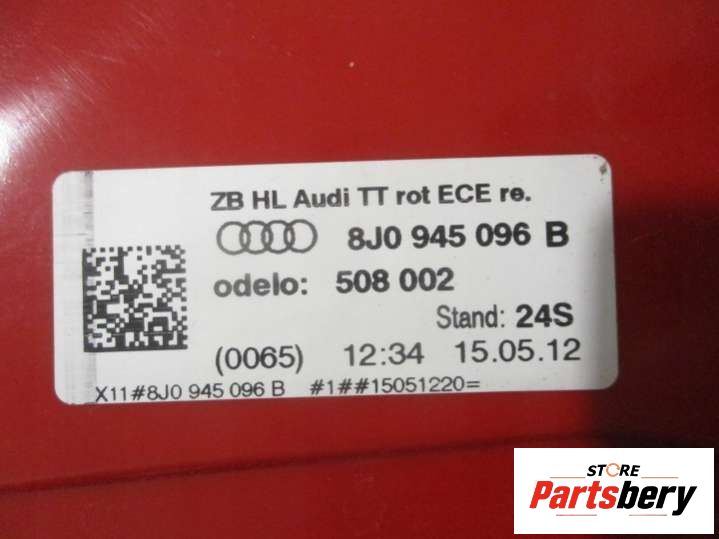 ZB HL Audi TT rot ECE re.
8J0 945 096 B
odelo: 508 002
Stand: 24S
(0065) 12:34 15.05.12
X11#8J0 945 096 B #1##15051220=
STORE
Partsbery